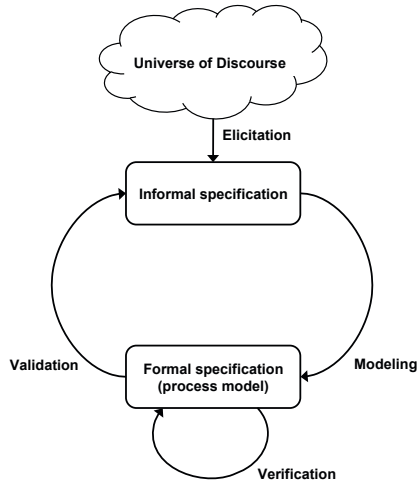 Universe of Discourse
Elicitation
Informal specification
Validation
Formal specification
(process model)
Modeling
Verification